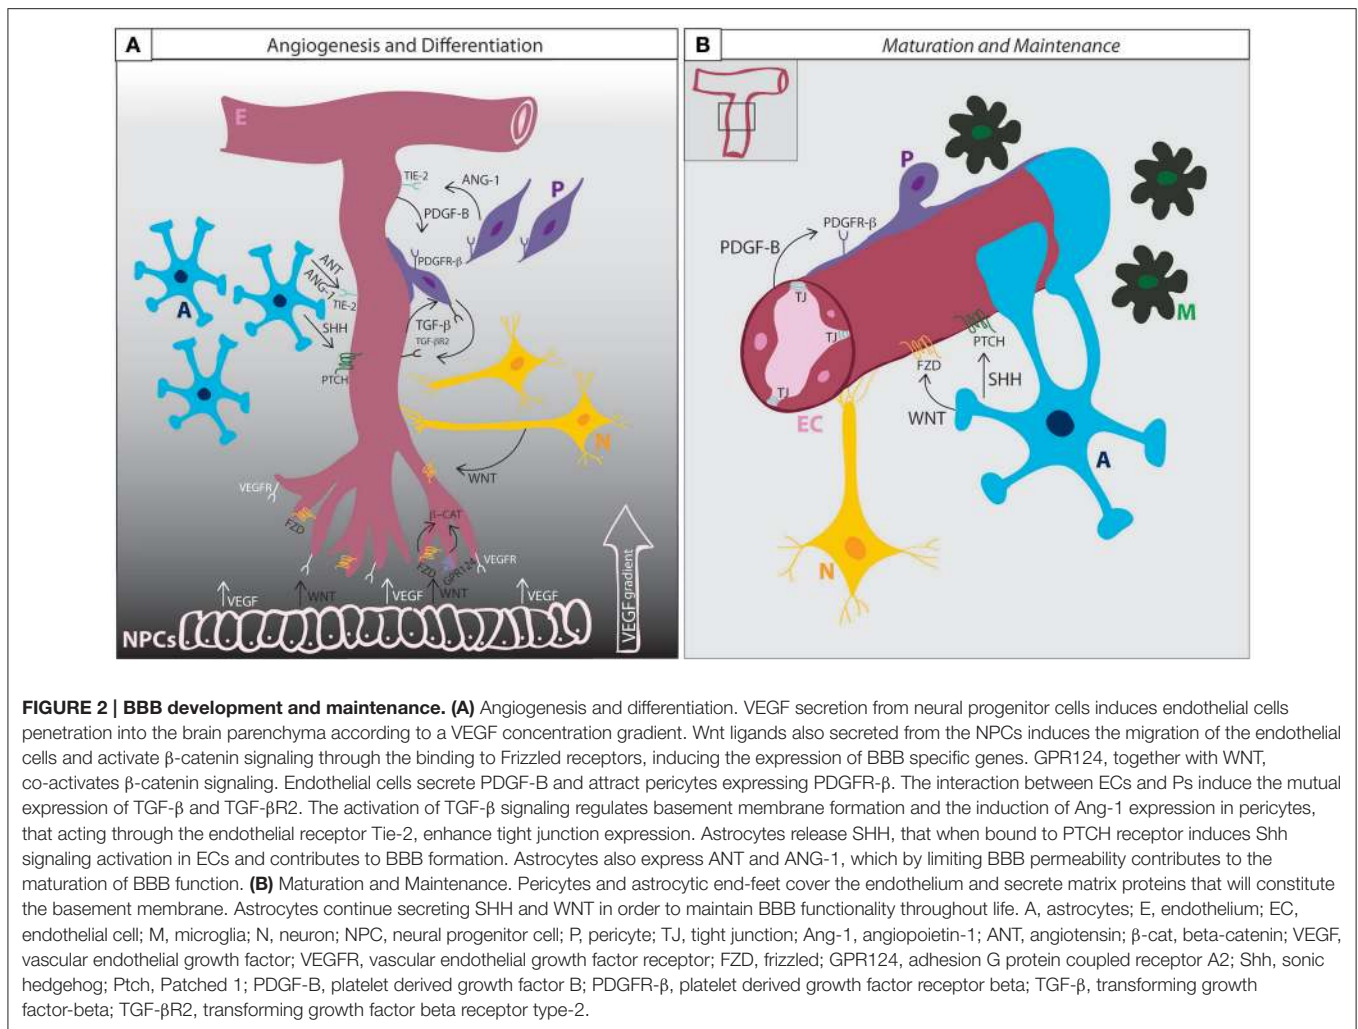 A
Angiogenesis and Differentiation
E
TIE-2
ANG-1
P
PDGF-B
PDGFR-β
ANT
ANG-1
TIE-2
A
SHH
TGF-β
TGF-βR2
PTCH
N
WNT
VEGFR
FZD
β-CAT
FZD
GPR124
VEGFR
VEGF
WNT
VEGF
WNT
VEGF
NPCs
VEGF gradient
B
Maturation and Maintenance
P
PDGFR-β
PDGF-B
M
TJ
TJ
TJ
PTCH
FZD
SHH
WNT
EC
A
N
FIGURE 2 | BBB development and maintenance. (A) Angiogenesis and differentiation. VEGF secretion from neural progenitor cells induces endothelial cells
penetration into the brain parenchyma according to a VEGF concentration gradient. Wnt ligands also secreted from the NPCs induces the migration of the endothelial
cells and activate β-catenin signaling through the binding to Frizzled receptors, inducing the expression of BBB specific genes. GPR124, together with WNT,
co-activates β-catenin signaling. Endothelial cells secrete PDGF-B and attract pericytes expressing PDGFR-β. The interaction between ECs and Ps induce the mutual
expression of TGF-β and TGF-βR2. The activation of TGF-β signaling regulates basement membrane formation and the induction of Ang-1 expression in pericytes,
that acting through the endothelial receptor Tie-2, enhance tight junction expression. Astrocytes release SHH, that when bound to PTCH receptor induces Shh
signaling activation in ECs and contributes to BBB formation. Astrocytes also express ANT and ANG-1, which by limiting BBB permeability contributes to the
maturation of BBB function. (B) Maturation and Maintenance. Pericytes and astrocytic end-feet cover the endothelium and secrete matrix proteins that will constitute
the basement membrane. Astrocytes continue secreting SHH and WNT in order to maintain BBB functionality throughout life. A, astrocytes; E, endothelium; EC,
endothelial cell; M, microglia; N, neuron; NPC, neural progenitor cell; P, pericyte; TJ, tight junction; Ang-1, angiopoietin-1; ANT, angiotensin; β-cat, beta-catenin; VEGF,
vascular endothelial growth factor; VEGFR, vascular endothelial growth factor receptor; FZD, frizzled; GPR124, adhesion G protein coupled receptor A2; Shh, sonic
hedgehog; Ptch, Patched 1; PDGF-B, platelet derived growth factor B; PDGFR-β, platelet derived growth factor receptor beta; TGF-β, transforming growth
factor-beta; TGF-βR2, transforming growth factor beta receptor type-2.